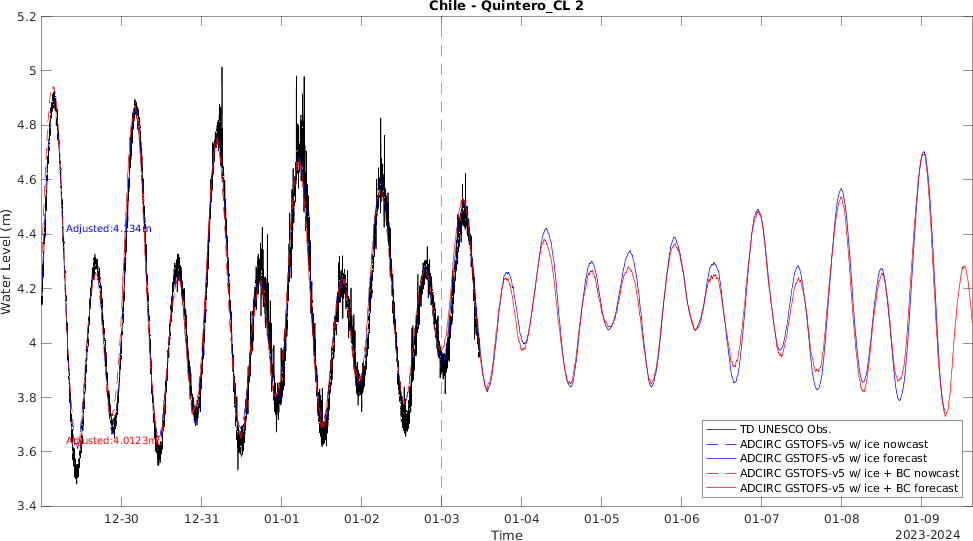 Chile - Quintero_CL 2
5.2
5
4.8
4.6
4.4
4.2
4
3.8
3.6
3.4
Water Level (m)
Adjusted:4.134m
Adjusted:4.0123m
TD UNESCO Obs.
ADCIRC GSTOFS-v5 w/ ice nowcast
ADCIRC GSTOFS-v5 w/ ice forecast
ADCIRC GSTOFS-v5 w/ ice + BC nowcast
ADCIRC GSTOFS-v5 w/ ice + BC forecast
12-30 12-31 01-01 01-02 01-03 01-04 01-05 01-06 01-07 01-08 01-09
Time
2023-2024